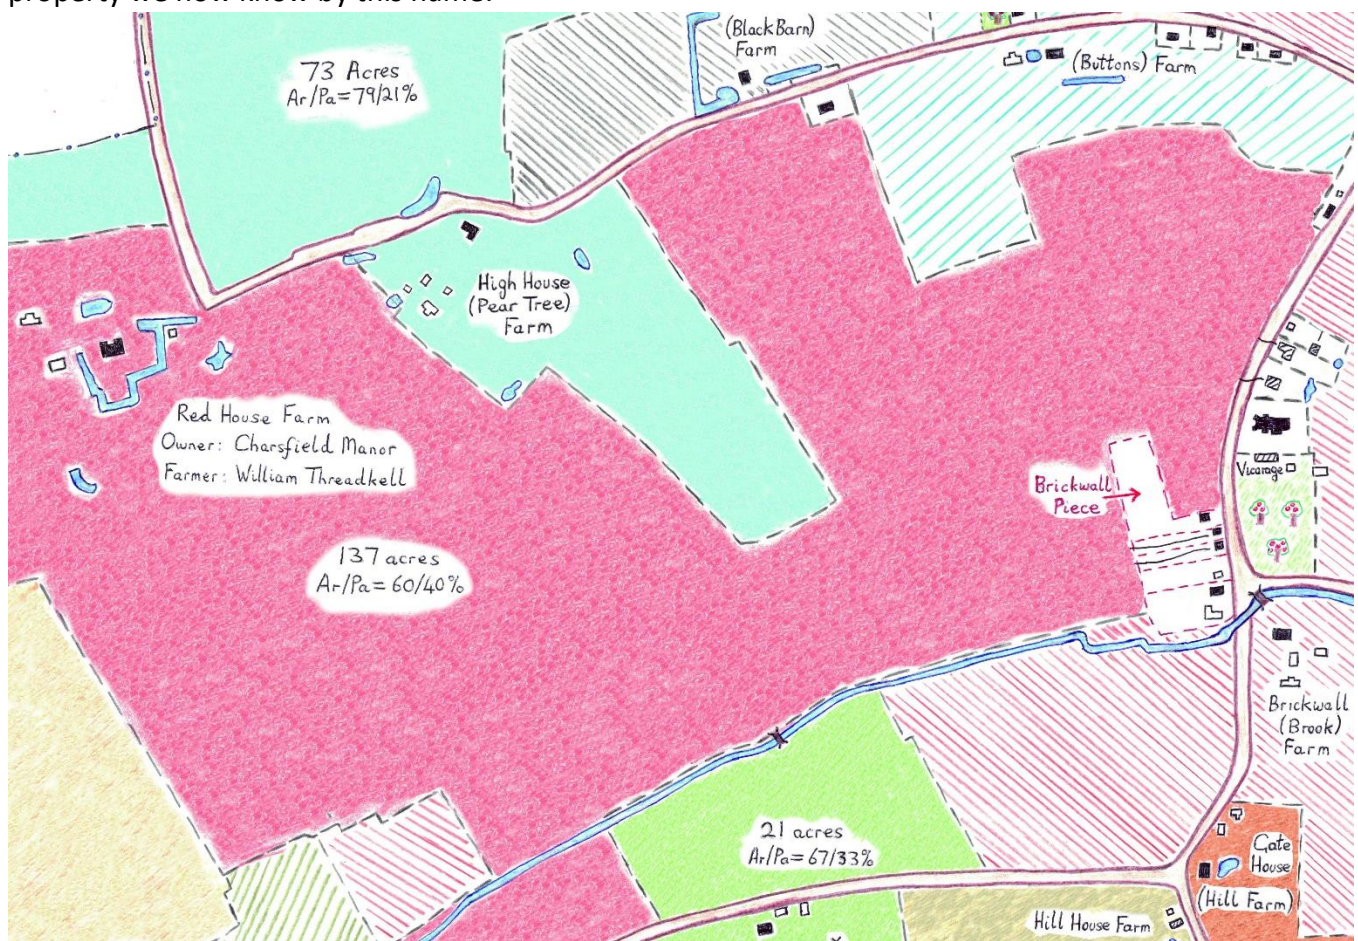 73 Acres
Ar/Pa = 79/21%
(Black Barn)
Farm
(Buttons) Farm
High House
(Pear Tree)
Farm
Red House Farm
Owner: Charsfield Manor
Farmer: William Threadkell
Vicarage
Brickwall
Piece
137 acres
Ar/Pa = 60/40%
Brickwall
(Brook)
Farm
21 acres
Ar/Pa = 67/33%
Gate
House
(Hill Farm)
Hill House Farm